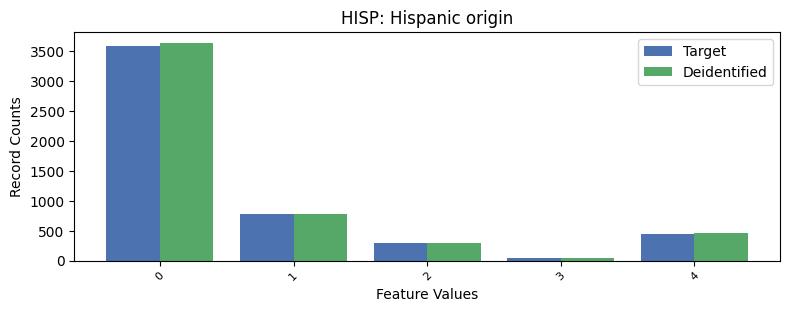 HISP: Hispanic origin
Target
Deidentified
Record Counts
3500
3000
2500
2000
1500
1000
500
0
0 1 2 3 4
Feature Values